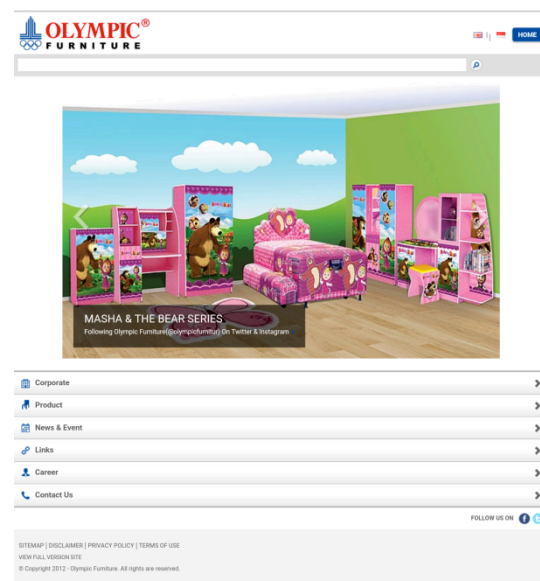 OLYMPIC®
FURNITURE
HOME
MASHA & THE BEAR SERIES
Following Olympic Furniture(@olympicfurnitur) On Twitter & Instagram
Corporate
Product
News & Event
Links
Career
Contact Us
FOLLOW US ON
SITEMAP | DISCLAIMER | PRIVACY POLICY | TERMS OF USE
VIEW FULL VERSION SITE
© Copyright 2012 - Olympic Furniture. All rights are reserved.